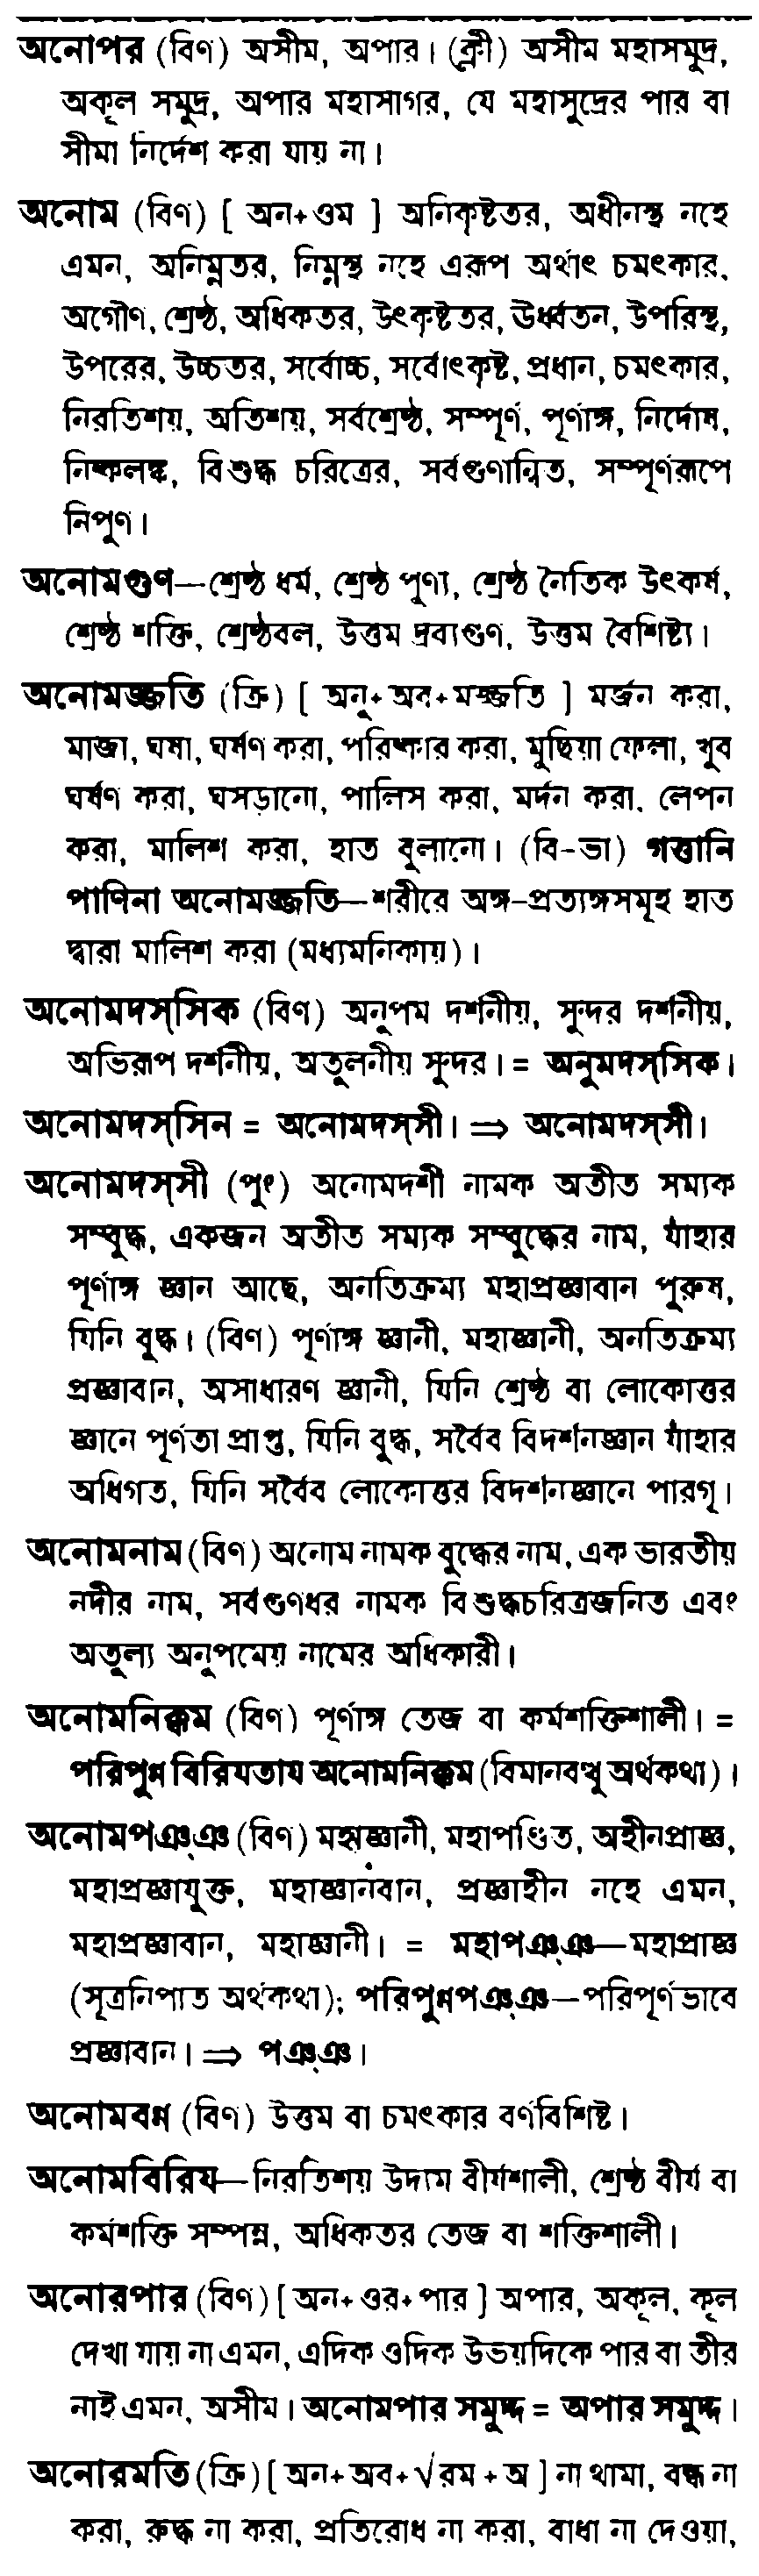 অনোপর (বিণ) অসীম, অপার। (ক্লী) অসীম মহাসমুদ্র,
অকূল সমুদ্র, অপার মহাসাগর, যে মহাসুদ্রের পার বা
সীমা নির্দেশ করা যায় না।
অনোম (বিণ) [ অন+ওম ] অনিকৃষ্টতর, অধীনস্থ নহে
এমন, অনিম্নতর, নিম্নস্থ নহে এরূপ অর্থাৎ চমৎকার,
অগৌণ, শ্রেষ্ঠ, অধিকতর, উৎকৃষ্টতর, ঊর্ধ্বতন, উপরিস্থ,
উপরের, উচ্চতর, সর্বোচ্চ, সর্বোৎকৃষ্ট, প্রধান, চমৎকার,
নিরতিশয়, অতিশয়, সর্বশ্রেষ্ঠ, সম্পূর্ণ, পূর্ণাঙ্গ, নির্দোষ,
নিষ্কলঙ্ক, বিশুদ্ধ চরিত্রের, সর্বগুণান্বিত, সম্পূর্ণরূপে
নিপুণ।
অনোমগুণ—শ্রেষ্ঠ ধর্ম, শ্রেষ্ঠ পুণ্য, শ্রেষ্ঠ নৈতিক উৎকর্ষ,
শ্রেষ্ঠ শক্তি, শ্রেষ্ঠবল, উত্তম দ্রব্যগুণ, উত্তম বৈশিষ্ট্য।
অনোমজ্জতি (ক্রি) [ অনু+অব+মজ্জতি ] মর্জন করা,
মাজা, ঘষা, ঘর্ষণ করা, পরিষ্কার করা, মুছিয়া ফেলা, খুব
ঘর্ষণ করা, ঘসড়ানো, পালিস করা, মর্দন করা, লেপন
করা, মালিশ করা, হাত বুলানো। (বি-ভা) গত্তানি
পাণিনা অনোমজ্জতি—শরীরে অঙ্গ-প্রত্যঙ্গসমূহ হাত
দ্বারা মালিশ করা (মধ্যমনিকায়)।
অনোমদস্‌সিক (বিণ) অনুপম দর্শনীয়, সুন্দর দর্শনীয়,
অভিরূপ দর্শনীয়, অতুলনীয় সুন্দর। = অনুমদস্‌সিক।
অনোমদস্‌সিন = অনোমদস্‌সী। ⇒ অনোমদস্‌সী।
অনোমদস্‌সী (পুং) অনোমদর্শী নামক অতীত সম্যক
সম্বুদ্ধ, একজন অতীত সম্যক সম্বুদ্ধের নাম, যাঁহার
পূর্ণাঙ্গ জ্ঞান আছে, অনতিক্রম্য মহাপ্রজ্ঞাবান পুরুষ,
যিনি বুদ্ধ। (বিণ) পূর্ণাঙ্গ জ্ঞানী, মহাজ্ঞানী, অনতিক্রম্য
প্রজ্ঞাবান, অসাধারণ জ্ঞানী, যিনি শ্রেষ্ঠ বা লোকোত্তর
জ্ঞানে পূর্ণতা প্রাপ্ত, যিনি বুদ্ধ, সর্বৈব বিদর্শনজ্ঞান যাঁহার
অধিগত, যিনি সর্বৈব লোকোত্তর বিদর্শনজ্ঞানে পারগূ।
অনোমনাম (বিণ) অনোম নামক বুদ্ধের নাম, এক ভারতীয়
নদীর নাম, সর্বগুণধর নামক বিশুদ্ধচরিত্রজনিত এবং
অতুল্য অনুপমেয় নামের অধিকারী।
অনোমনিক্কম (বিণ) পূর্ণাঙ্গ তেজ বা কর্মশক্তিশালী। =
পরিপুন্ন বিরিযতায অনোমনিক্কম (বিমানবত্থু অর্থকথা)।
অনোমপঞ্‌ঞ (বিণ) মহাজ্ঞানী, মহাপণ্ডিত, অহীনপ্রাজ্ঞ,
মহাপ্রজ্ঞাযুক্ত, মহাজ্ঞানবান, প্রজ্ঞাহীন নহে এমন,
মহাপ্রজ্ঞাবান, মহাজ্ঞানী। = মহাপঞ্‌ঞ—মহাপ্রাজ্ঞ
(সূত্রনিপাত অর্থকথা); পরিপুন্নপঞ্‌ঞ—পরিপূর্ণভাবে
প্রজ্ঞাবান। ⇒ পঞ্‌ঞ।
অনোমবন্ন (বিণ) উত্তম বা চমৎকার বর্ণবিশিষ্ট।
অনোমবিরিয—নিরতিশয় উদ্যম বীর্যশালী, শ্রেষ্ঠ বীর্য বা
কর্মশক্তি সম্পন্ন, অধিকতর তেজ বা শক্তিশালী।
অনোরপার (বিণ) [ অন+ওর+পার ] অপার, অকূল, কূল
দেখা যায় না এমন, এদিক ওদিক উভয়দিকে পার বা তীর
নাই এমন, অসীম। অনোমপার সমুদ্দ = অপার সমুদ্দ।
অনোরমতি (ক্রি) [ অন+অব+√রম + অ ] না থামা, বন্ধ না
করা, রুদ্ধ না করা, প্রতিরোধ না করা, বাধা না দেওয়া,